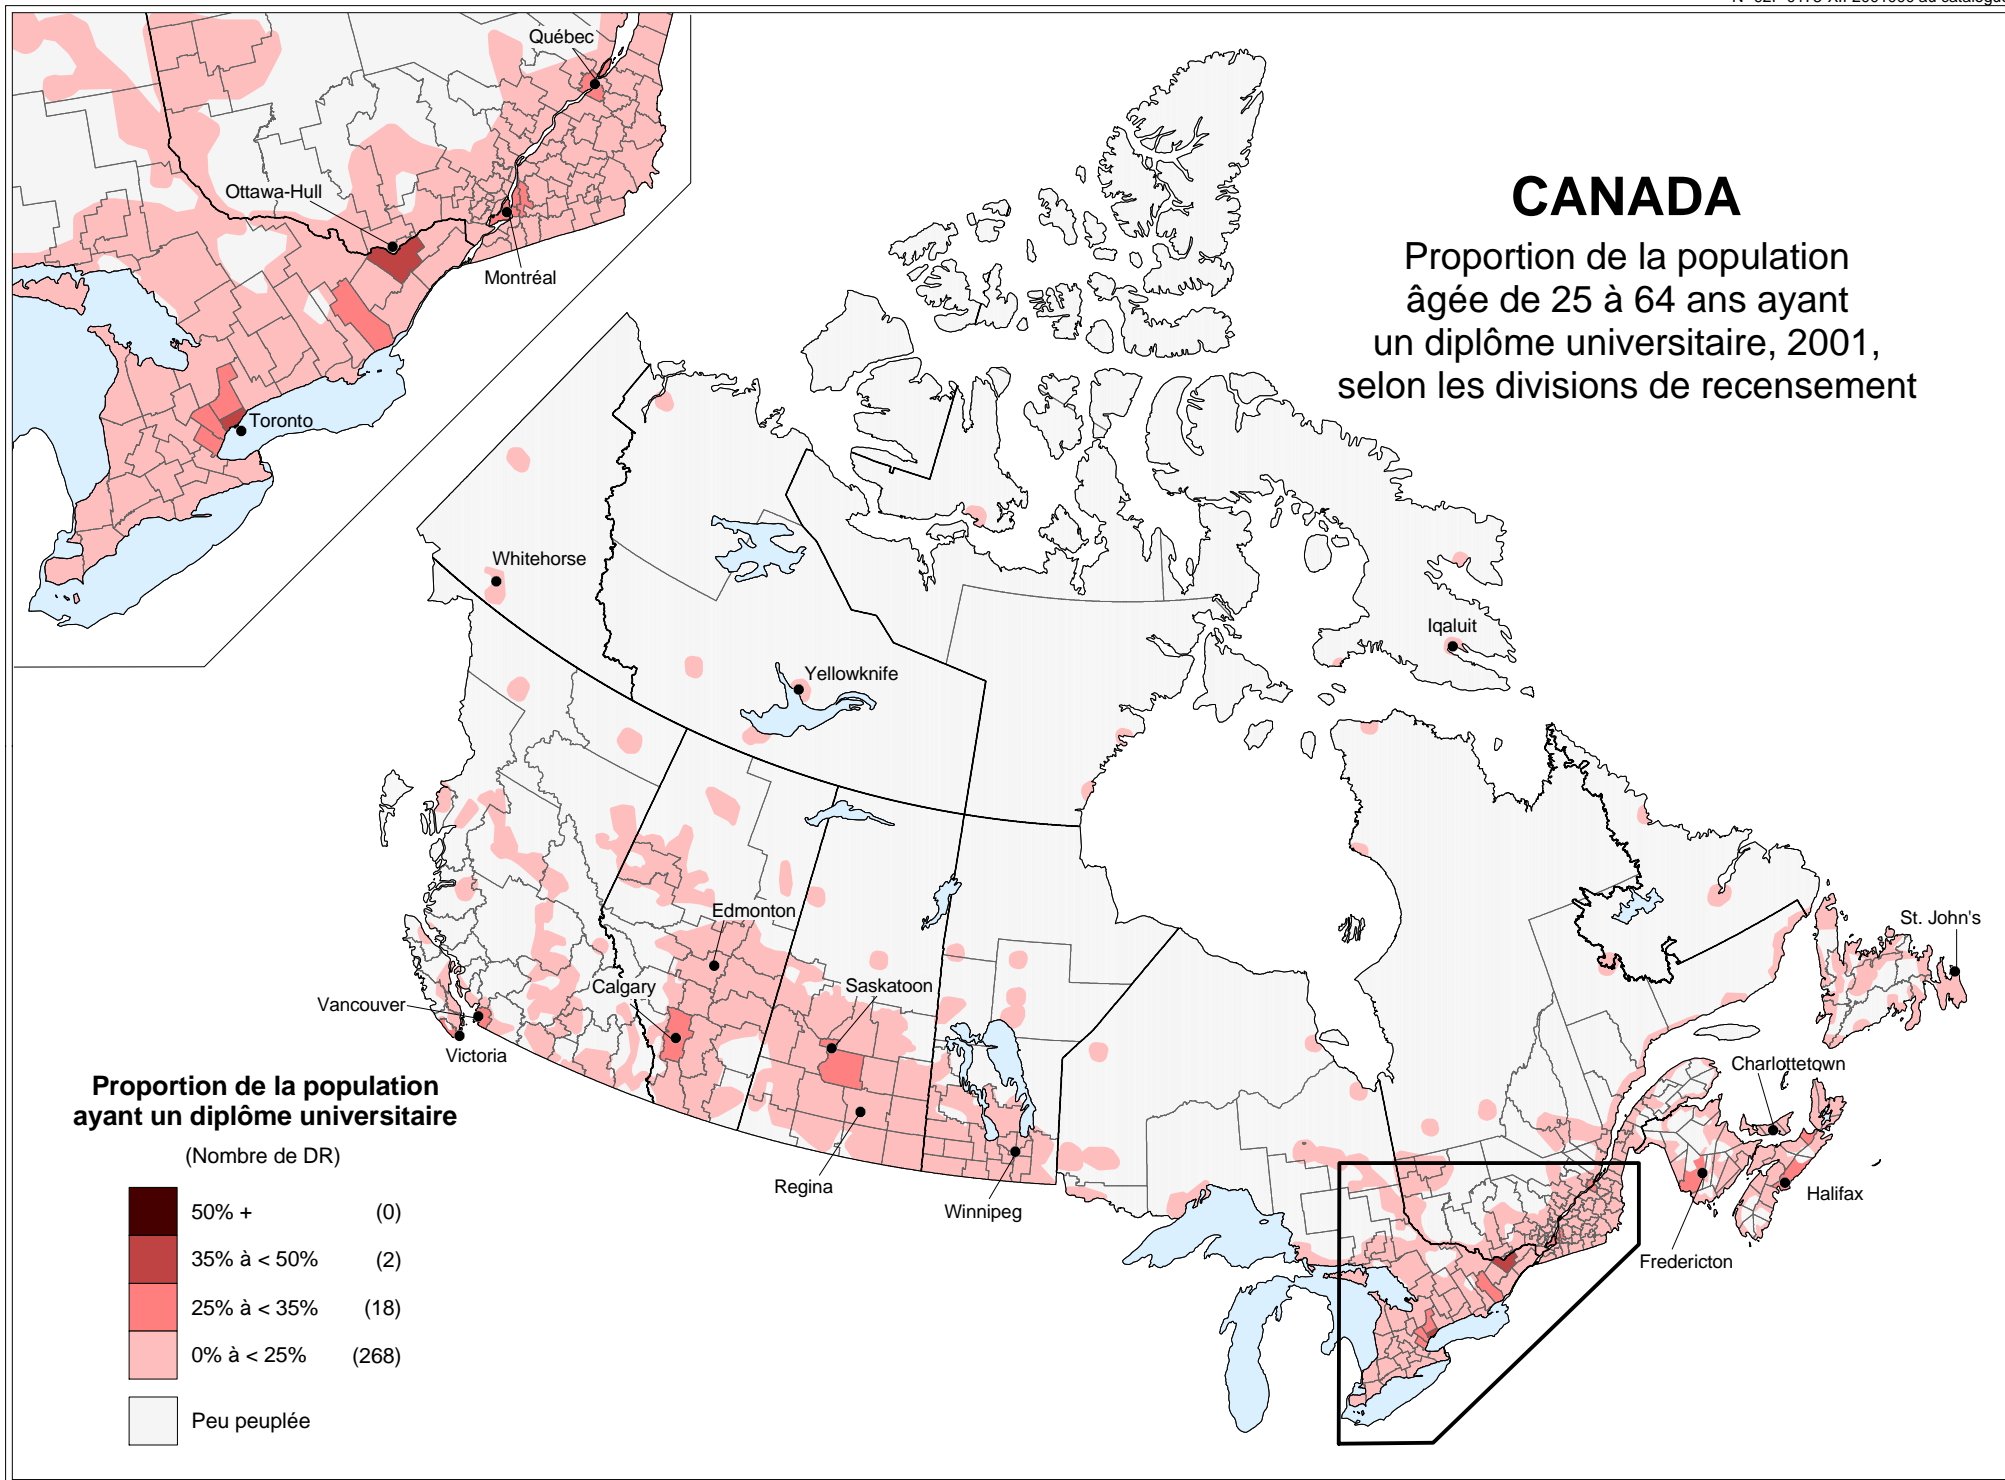 CANADA
Proportion de la population
âgée de 25 à 64 ans ayant
un diplôme universitaire, 2001,
selon les divisions de recensement
Québec
Ottawa-Hull
Montréal
Toronto
Whitehorse
Yellowknife
Iqaluit
Edmonton
Calgary
Saskatoon
Vancouver
Victoria
Regina
Winnipeg
St. John's
Charlottetown
Halifax
Fredericton
Proportion de la population
ayant un diplôme universitaire
(Nombre de DR)
50% + (0)
35% à < 50% (2)
25% à < 35% (18)
0% à < 25% (268)
Peu peuplée